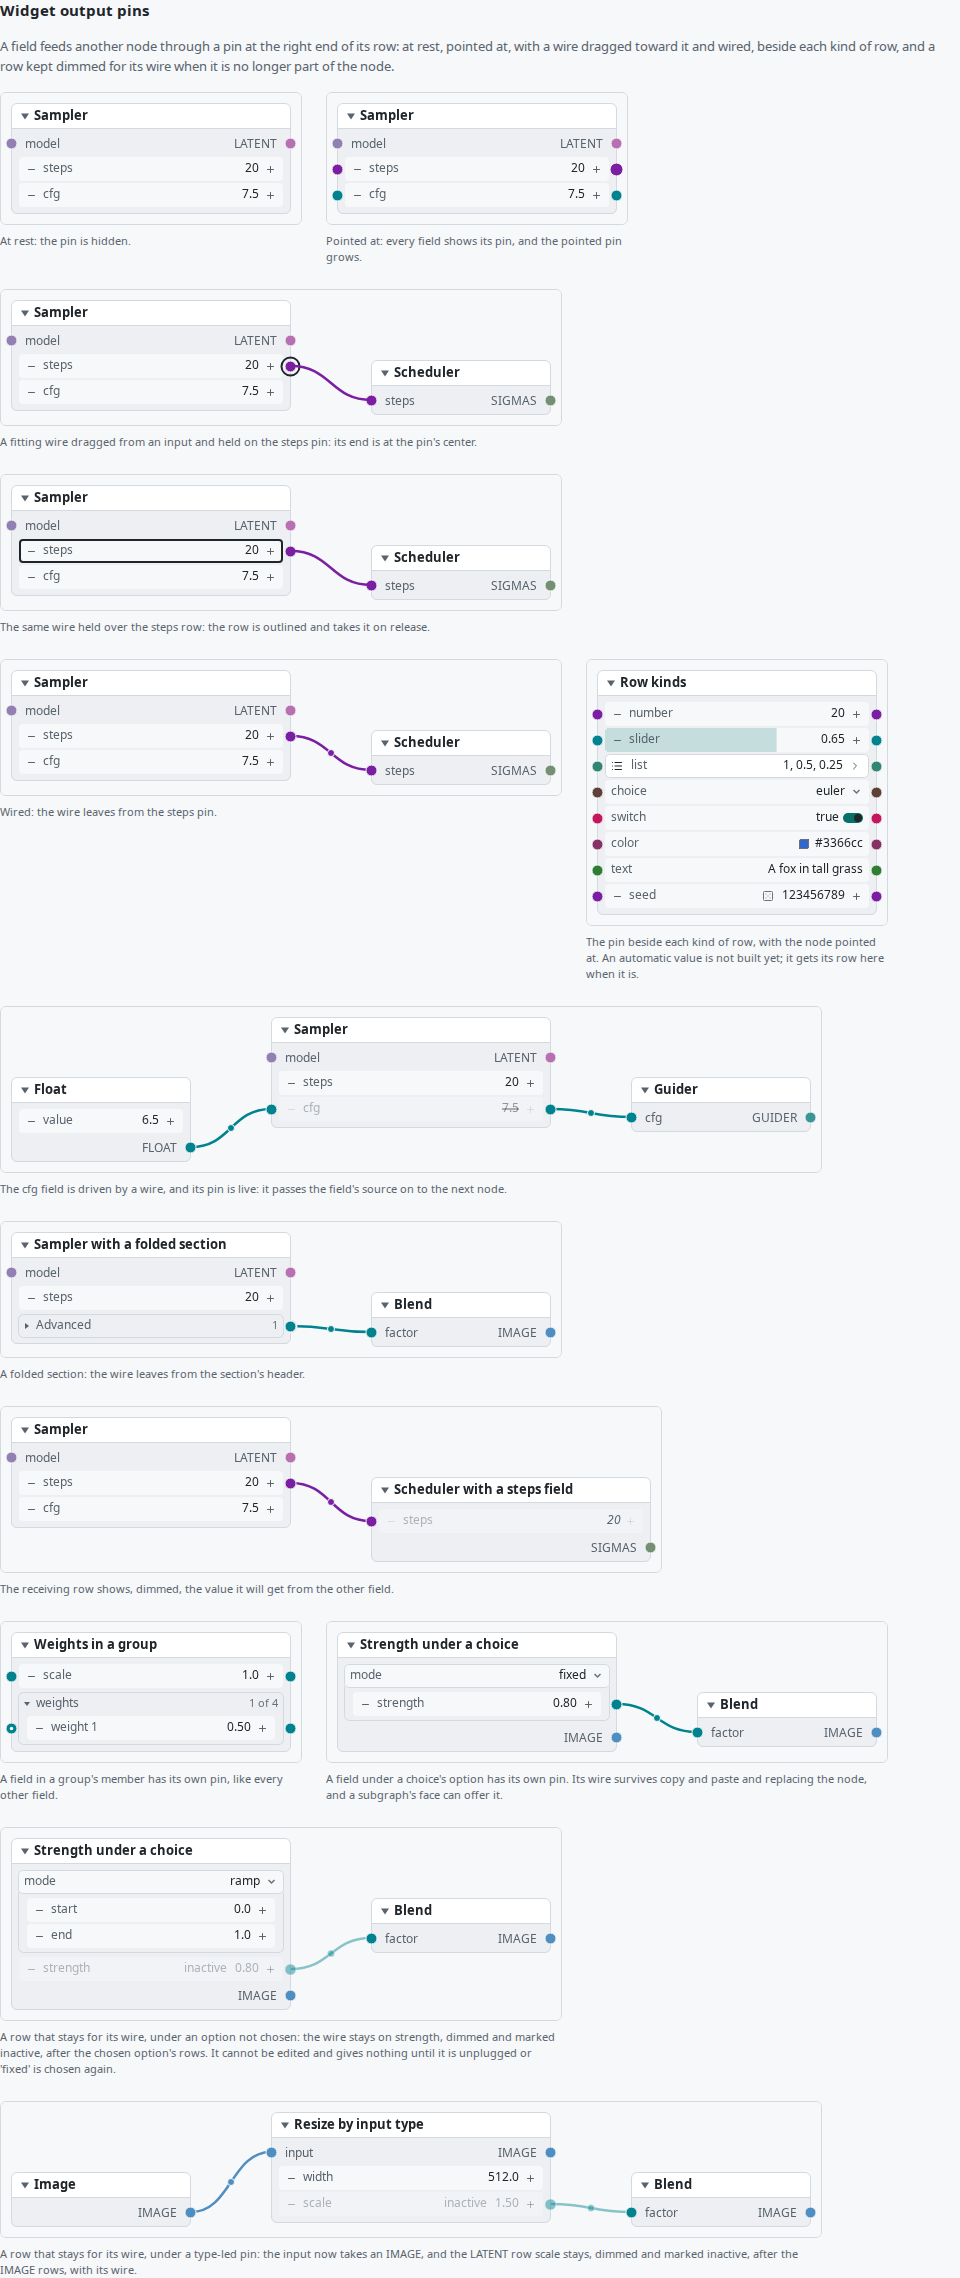 Widget output pins
A field feeds another node through a pin at the right end of its row: at rest, pointed at, with a wire dragged toward it and wired, beside each kind of row, and a
row kept dimmed for its wire when it is no longer part of the node.
Sampler
model LATENT
– steps 20 +
– cfg 7.5 +
At rest: the pin is hidden.
Sampler
model LATENT
– steps 20 +
– cfg 7.5 +
Pointed at: every field shows its pin, and the pointed pin
grows.
Sampler
model LATENT
– steps 20 +
– cfg 7.5 +
Scheduler
steps SIGMAS
A fitting wire dragged from an input and held on the steps pin: its end is at the pin's center.
Sampler
model LATENT
– steps 20 +
– cfg 7.5 +
Scheduler
steps SIGMAS
The same wire held over the steps row: the row is outlined and takes it on release.
Sampler
model LATENT
– steps 20 +
– cfg 7.5 +
Scheduler
steps SIGMAS
Wired: the wire leaves from the steps pin.
Row kinds
– number 20 +
– slider 0.65 +
list 1, 0.5, 0.25
choice euler
switch true
color #3366cc
text A fox in tall grass
– seed 123456789 +
The pin beside each kind of row, with the node pointed
at. An automatic value is not built yet; it gets its row here
when it is.
Float
– value 6.5 +
FLOAT
Sampler
model LATENT
– steps 20 +
– cfg 7.5 +
Guider
cfg GUIDER
The cfg field is driven by a wire, and its pin is live: it passes the field's source on to the next node.
Sampler with a folded section
model LATENT
– steps 20 +
Advanced 1
Blend
factor IMAGE
A folded section: the wire leaves from the section's header.
Sampler
model LATENT
– steps 20 +
– cfg 7.5 +
Scheduler with a steps field
– steps 20 +
SIGMAS
The receiving row shows, dimmed, the value it will get from the other field.
Weights in a group
– scale 1.0 +
weights 1 of 4
– weight 1 0.50 +
A field in a group's member has its own pin, like every
other field.
Strength under a choice
mode fixed
– strength 0.80 +
IMAGE
Blend
factor IMAGE
A field under a choice's option has its own pin. Its wire survives copy and paste and replacing the node,
and a subgraph's face can offer it.
Strength under a choice
mode ramp
– start 0.0 +
– end 1.0 +
– strength inactive 0.80 +
IMAGE
Blend
factor IMAGE
A row that stays for its wire, under an option not chosen: the wire stays on strength, dimmed and marked
inactive, after the chosen option's rows. It cannot be edited and gives nothing until it is unplugged or
'fixed' is chosen again.
Image
IMAGE
Resize by input type
input IMAGE
– width 512.0 +
– scale inactive 1.50 +
Blend
factor IMAGE
A row that stays for its wire, under a type-led pin: the input now takes an IMAGE, and the LATENT row scale stays, dimmed and marked inactive, after the
IMAGE rows, with its wire.